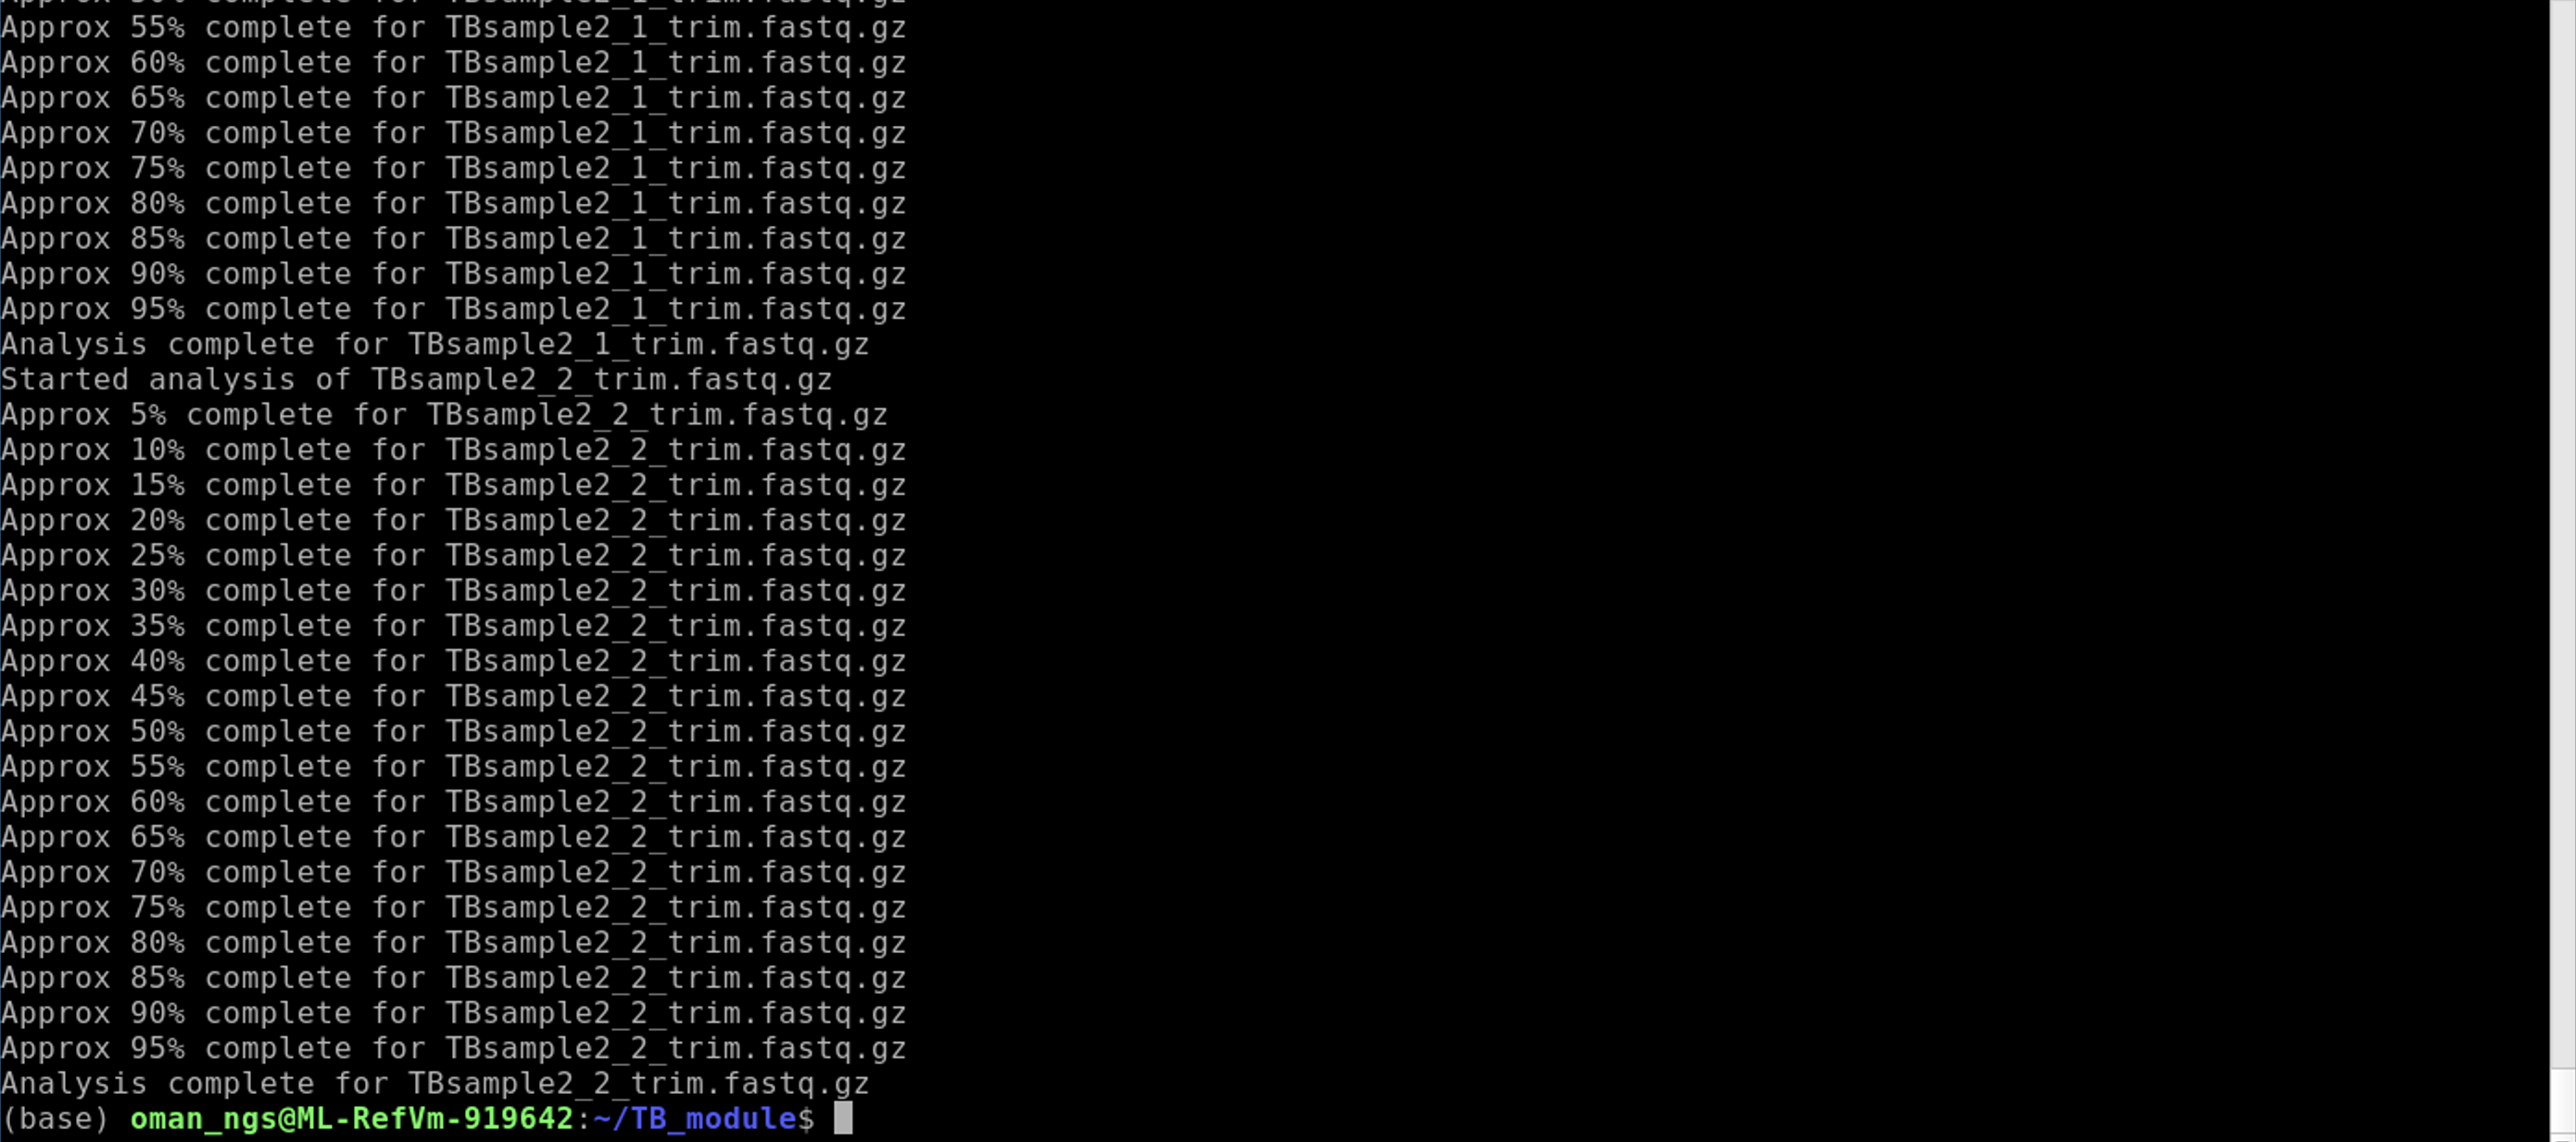 Approx 55% complete for TBsample2_1_trim.fastq.gz
Approx 60% complete for TBsample2_1_trim.fastq.gz
Approx 65% complete for TBsample2_1_trim.fastq.gz
Approx 70% complete for TBsample2_1_trim.fastq.gz
Approx 75% complete for TBsample2_1_trim.fastq.gz
Approx 80% complete for TBsample2_1_trim.fastq.gz
Approx 85% complete for TBsample2_1_trim.fastq.gz
Approx 90% complete for TBsample2_1_trim.fastq.gz
Approx 95% complete for TBsample2_1_trim.fastq.gz
Analysis complete for TBsample2_1_trim.fastq.gz
Started analysis of TBsample2_2_trim.fastq.gz
Approx 5% complete for TBsample2_2_trim.fastq.gz
Approx 10% complete for TBsample2_2_trim.fastq.gz
Approx 15% complete for TBsample2_2_trim.fastq.gz
Approx 20% complete for TBsample2_2_trim.fastq.gz
Approx 25% complete for TBsample2_2_trim.fastq.gz
Approx 30% complete for TBsample2_2_trim.fastq.gz
Approx 35% complete for TBsample2_2_trim.fastq.gz
Approx 40% complete for TBsample2_2_trim.fastq.gz
Approx 45% complete for TBsample2_2_trim.fastq.gz
Approx 50% complete for TBsample2_2_trim.fastq.gz
Approx 55% complete for TBsample2_2_trim.fastq.gz
Approx 60% complete for TBsample2_2_trim.fastq.gz
Approx 65% complete for TBsample2_2_trim.fastq.gz
Approx 70% complete for TBsample2_2_trim.fastq.gz
Approx 75% complete for TBsample2_2_trim.fastq.gz
Approx 80% complete for TBsample2_2_trim.fastq.gz
Approx 85% complete for TBsample2_2_trim.fastq.gz
Approx 90% complete for TBsample2_2_trim.fastq.gz
Approx 95% complete for TBsample2_2_trim.fastq.gz
Analysis complete for TBsample2_2_trim.fastq.gz
(base) oman_ngs@ML-RefVm-919642:~/TB_module$